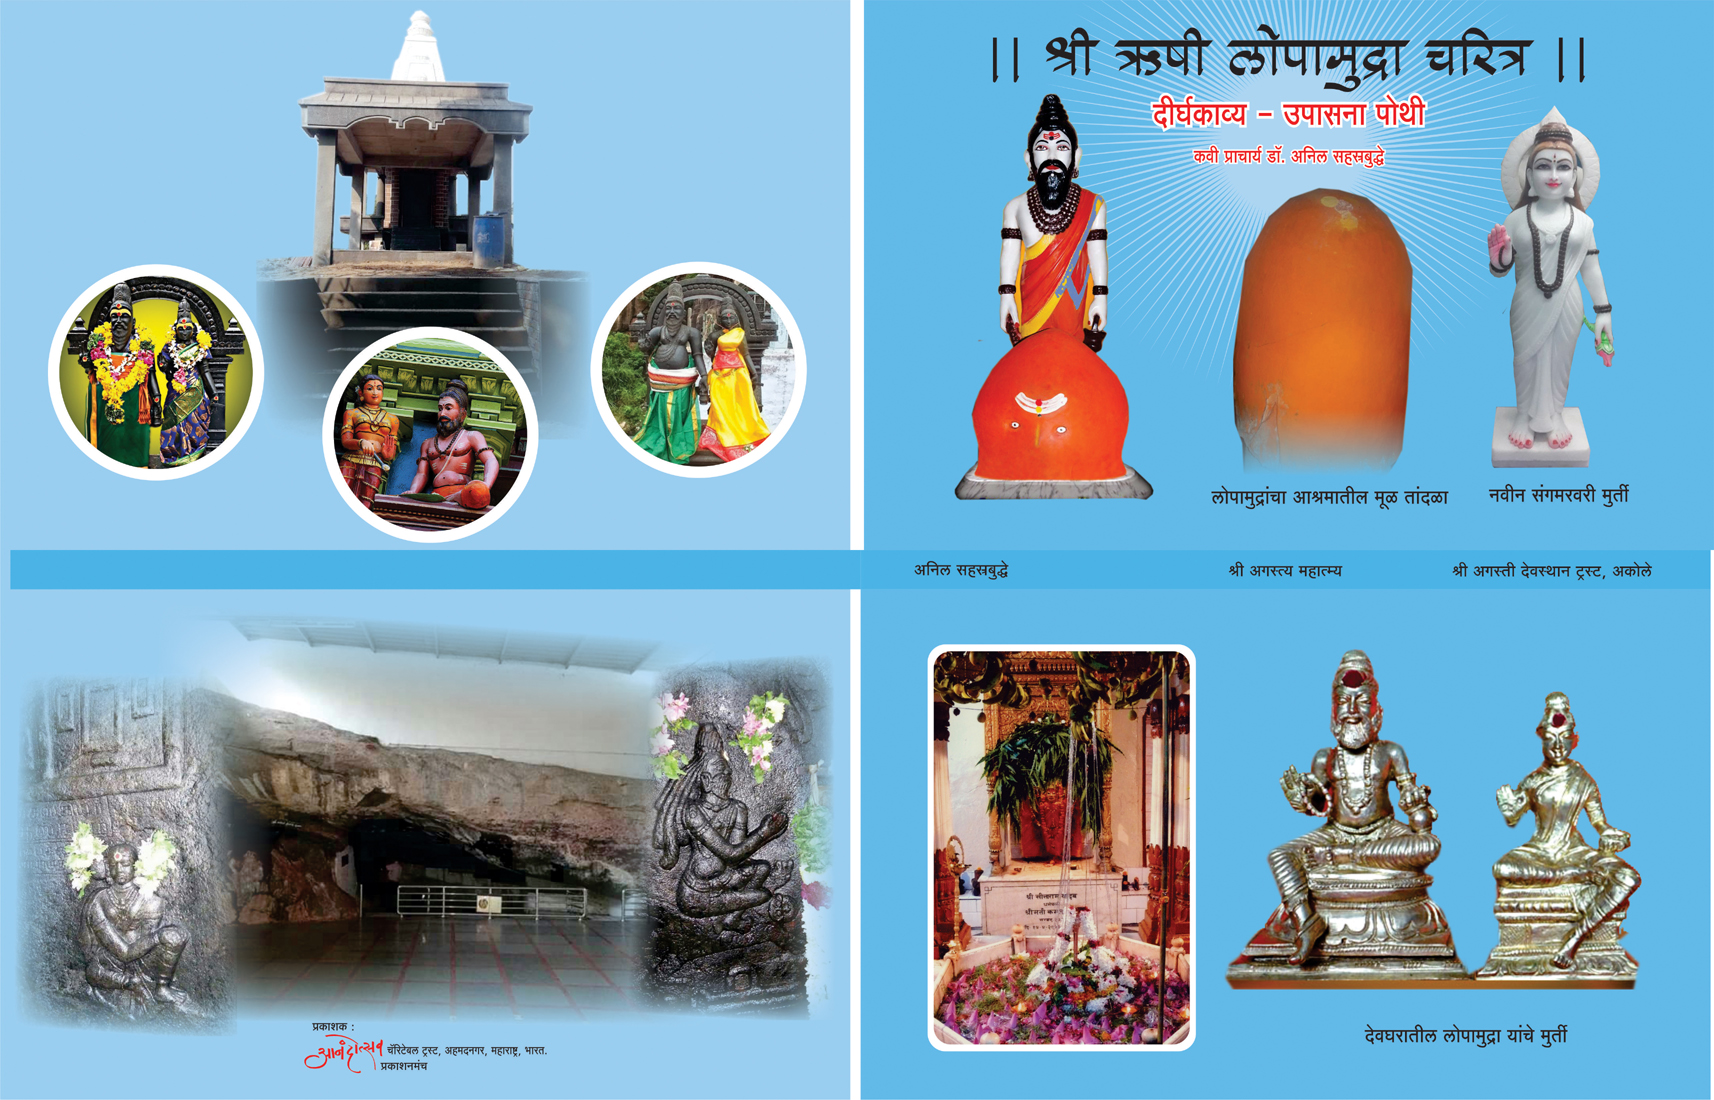 || श्री ऋषी लोपामुद्रा चरित्र ||
दीर्घकाव्य – उपासना पोथी
कवी प्राचार्य डॉ. अनिल सहस्रबुद्धे
लोपामुद्रांचा आश्रमातील मूळ तांदळा
नवीन संगमरवरी मुर्ती
अनिल सहस्रबुद्धे
श्री अगस्त्य महात्म्य
श्री अगस्ती देवस्थान ट्रस्ट, अकोले
देवघरातील लोपामुद्रा यांचे मुर्ती
प्रकाशक :
आनंदोत्सव चॅरिटेबल ट्रस्ट, अहमदनगर, महाराष्ट्र, भारत.
प्रकाशनमंच